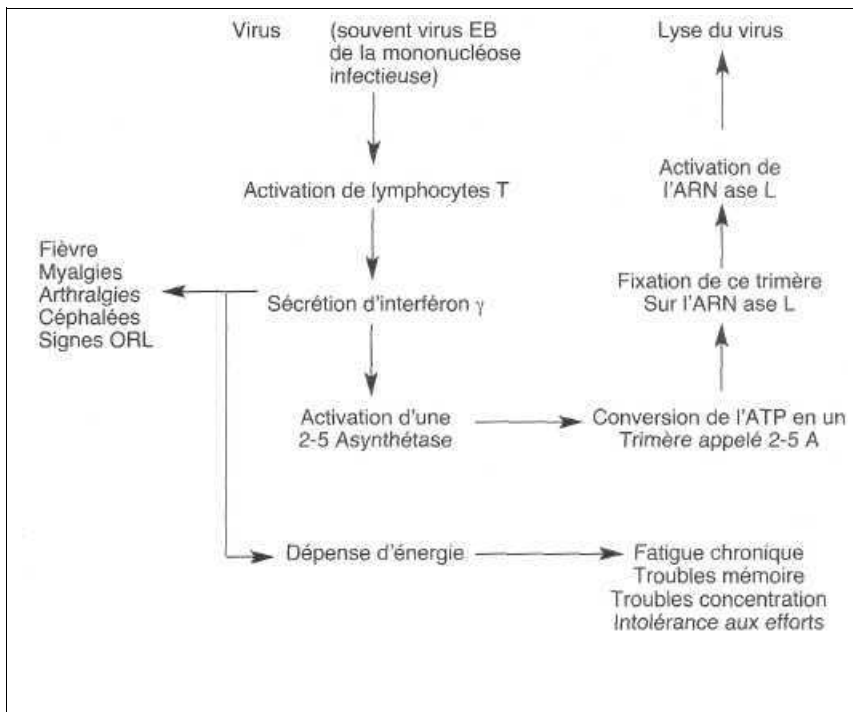 Virus (souvent virus EB
de la mononucléose
infectieuse)
Activation de lymphocytes T
Sécrétion d'interféron γ
Fièvre
Myalgies
Arthralgies
Céphalées
Signes ORL
Activation d'une
2-5 Asynthétase
Conversion de l'ATP en un
Trimère appelé 2-5 A
Fixation de ce trimère
Sur l'ARN ase L
Activation de
l'ARN ase L
Lyse du virus
Dépense d'énergie
Fatigue chronique
Troubles mémoire
Troubles concentration
Intolérance aux efforts